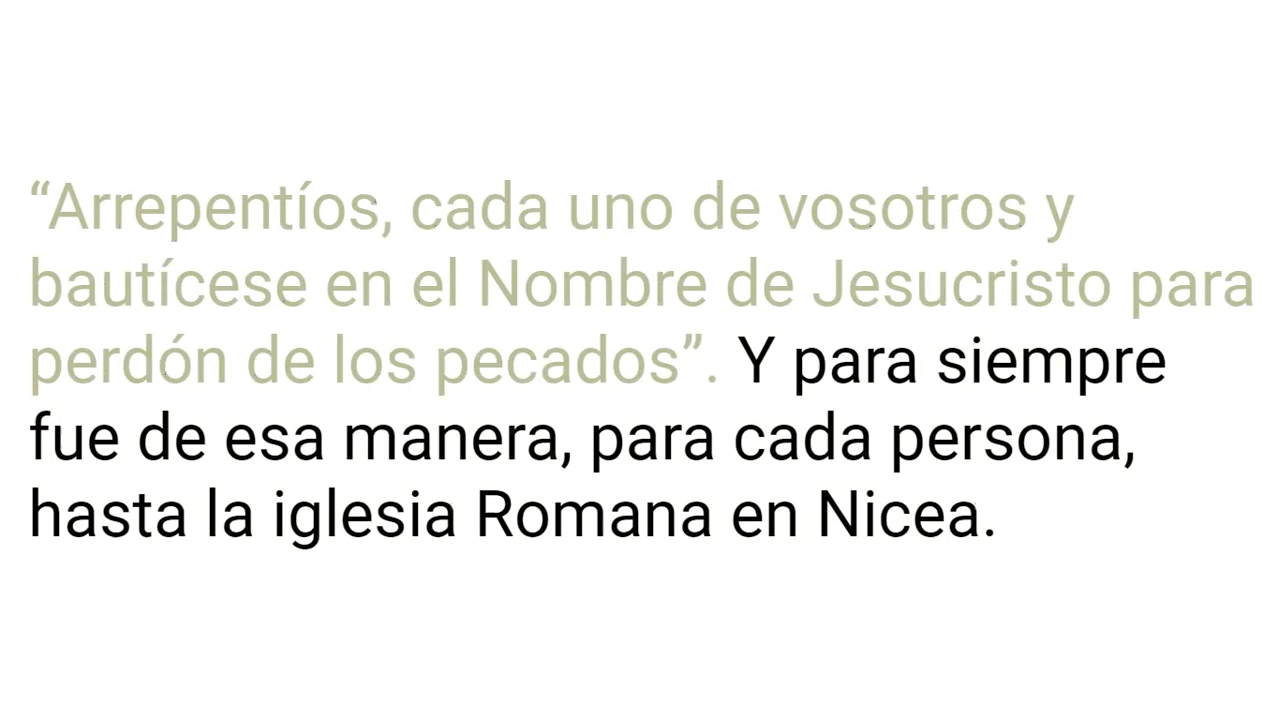 “Arrepentíos, cada uno de vosotros y
bautícese en el Nombre de Jesucristo para
perdón de los pecados”. Y para siempre
fue de esa manera, para cada persona,
hasta la iglesia Romana en Nicea.